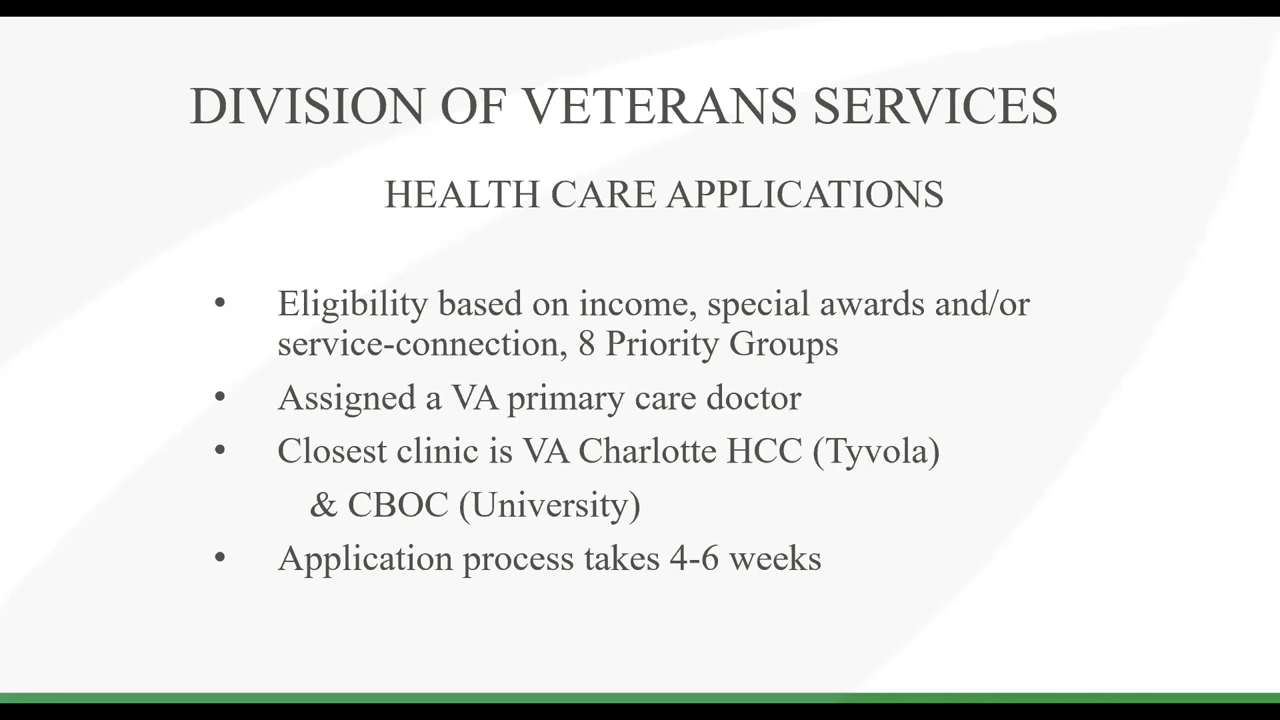 DIVISION OF VETERANS SERVICES
HEALTH CARE APPLICATIONS
• Eligibility based on income, special awards and/or
service-connection, 8 Priority Groups
• Assigned a VA primary care doctor
• Closest clinic is VA Charlotte HCC (Tyvola)
& CBOC (University)
• Application process takes 4-6 weeks